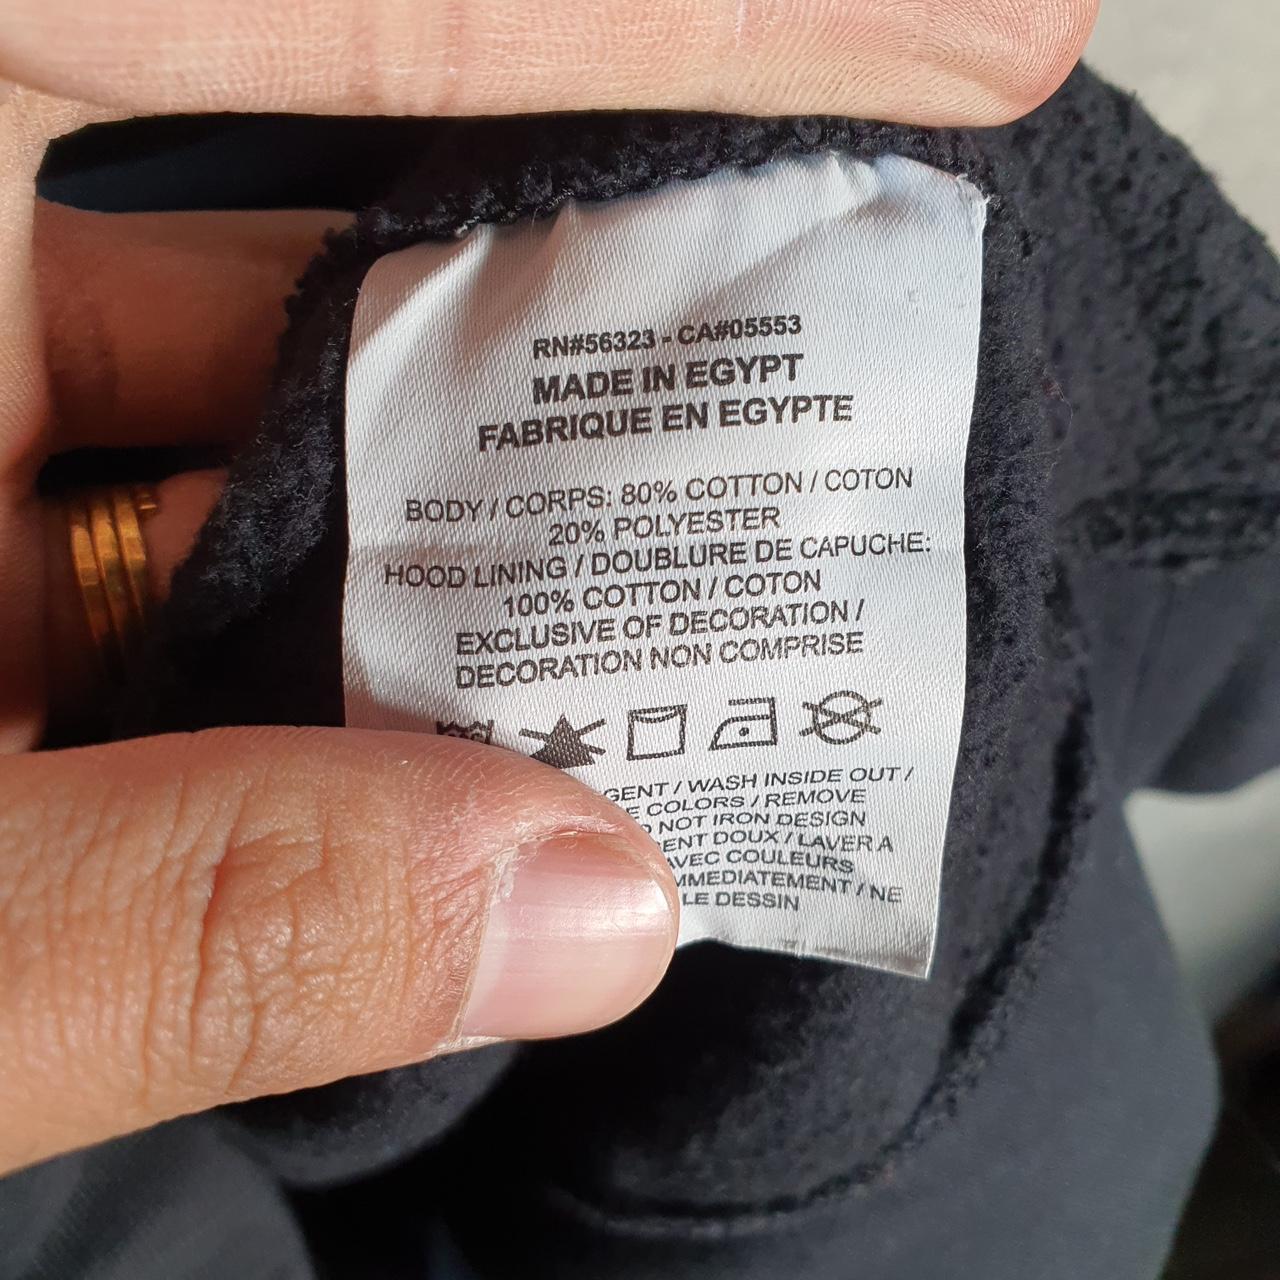 RN#56323 - CA#05553
MADE IN EGYPT
FABRIQUE EN EGYPTE
BODY / CORPS: 80% COTTON / COTON
20% POLYESTER
HOOD LINING / DOUBLURE DE CAPUCHE:
100% COTTON / COTON
EXCLUSIVE OF DECORATION /
DECORATION NON COMPRISE
/ WASH INSIDE OUT /
COLORS / REMOVE
NOT IRON DESIGN
DOUX / LAVER A
AVEC COULEURS
IMMEDIATEMENT / NE
LE DESSIN